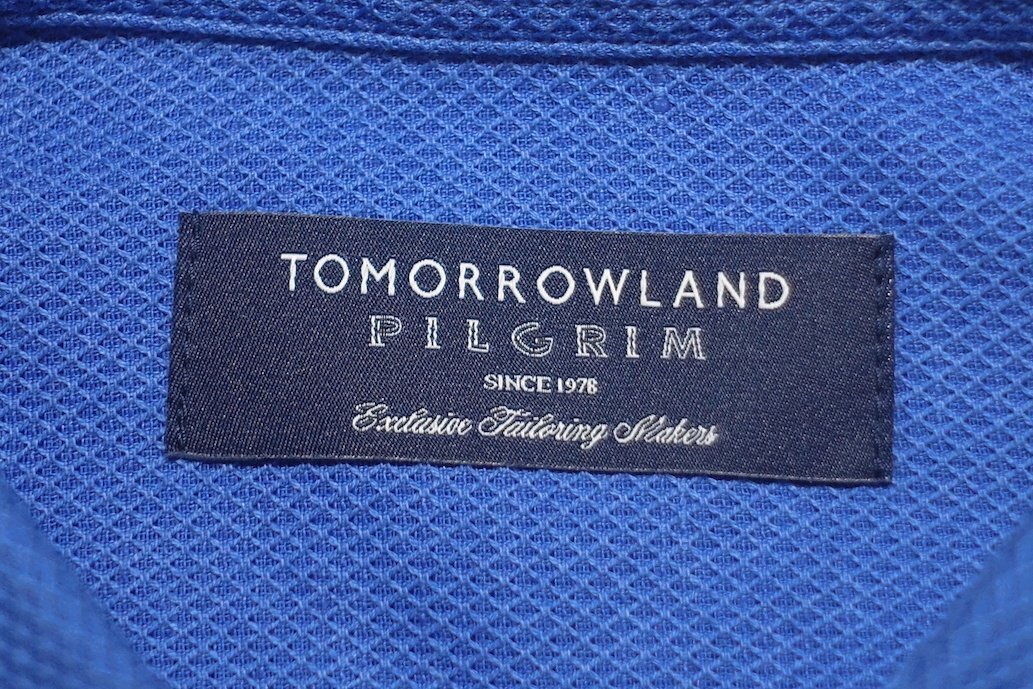 TOMORROWLAND
PILGRIM
SINCE 1978
Exclusive Tailoring Makers